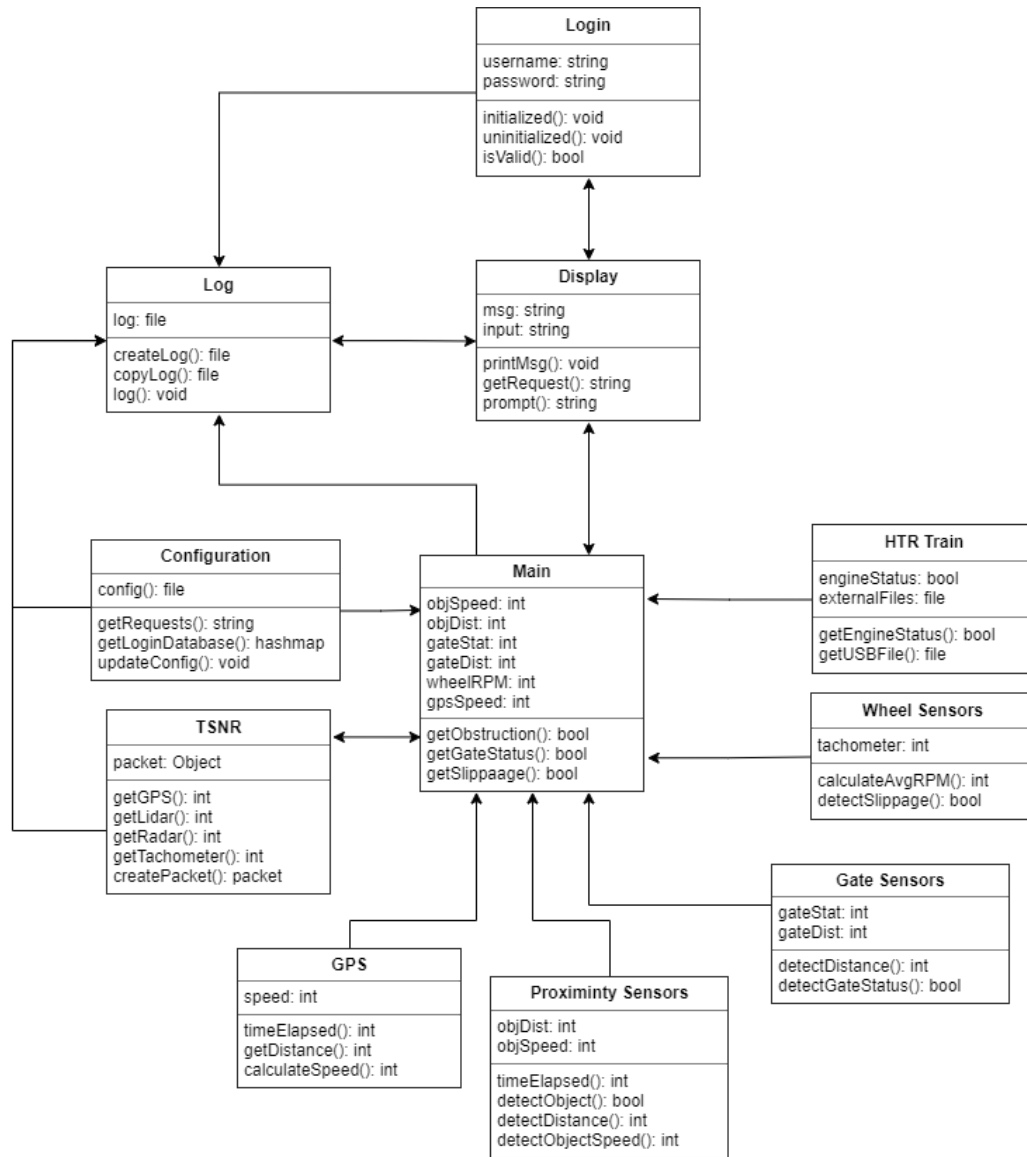 Login
username: string
password: string
initialized(): void
uninitialized(): void
isValid(): bool
Log
log: file
createLog(): file
copyLog(): file
log(): void
Display
msg: string
input: string
printMsg(): void
getRequest(): string
prompt(): string
Configuration
config(): file
getRequests(): string
getLoginDatabase(): hashmap
updateConfig(): void
Main
objSpeed: int
objDist: int
gateStat: int
gateDist: int
wheelRPM: int
gpsSpeed: int
getObstruction(): bool
getGateStatus(): bool
getSlippaage(): bool
HTR Train
engineStatus: bool
externalFiles: file
getEngineStatus(): bool
getUSBFile(): file
TSNR
packet: Object
getGPS(): int
getLidar(): int
getRadar(): int
getTachometer(): int
createPacket(): packet
Wheel Sensors
tachometer: int
calculateAvgRPM(): int
detectSlippage(): bool
Gate Sensors
gateStat: int
gateDist: int
detectDistance(): int
detectGateStatus(): bool
GPS
speed: int
timeElapsed(): int
getDistance(): int
calculateSpeed(): int
Proximinty Sensors
objDist: int
objSpeed: int
timeElapsed(): int
detectObject(): bool
detectDistance(): int
detectObjectSpeed(): int